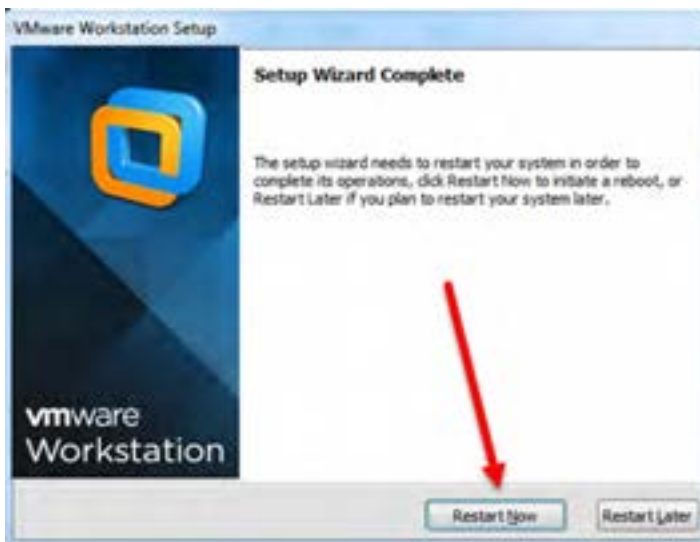 VMware Workstation Setup
Setup Wizard Complete
The setup wizard needs to restart your system in order to
complete its operations, click Restart Now to initiate a reboot, or
Restart Later if you plan to restart your system later.
vmware
Workstation
Restart Now
Restart Later